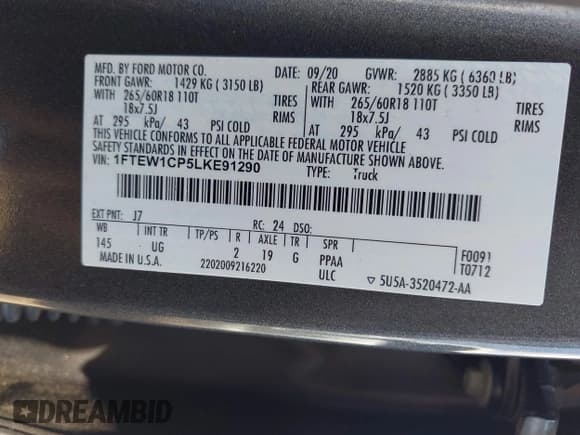 MFD. BY FORD MOTOR CO.
DATE: 09/20 GVWR: 2885 KG ( 6360 LB)
FRONT GAWR: 1429 KG ( 3150 LB) REAR GAWR: 1520 KG ( 3350 LB)
WITH 265/60R18 110T TIRES WITH 265/60R18 110T TIRES
18x7.5J RIMS 18x7.5J RIMS
AT 295 kPa/ 43 PSI COLD AT 295 kPa/ 43 PSI COLD
THIS VEHICLE CONFORMS TO ALL APPLICABLE FEDERAL MOTOR VEHICLE
SAFETY STANDARDS IN EFFECT ON THE DATE OF MANUFACTURE SHOWN ABOVE.
VIN: 1FTEW1CP5LKE91290 TYPE: Truck
EXT PNT: J7 RC: 24 DSO:
WB INT TR TP/PS R AXLE TR SPR
145 UG 2 19 G PPAA
F0091
T0712
MADE IN U.S.A. 2202009216220 ULC
▽ 5U5A-3520472-AA
DREAMBID